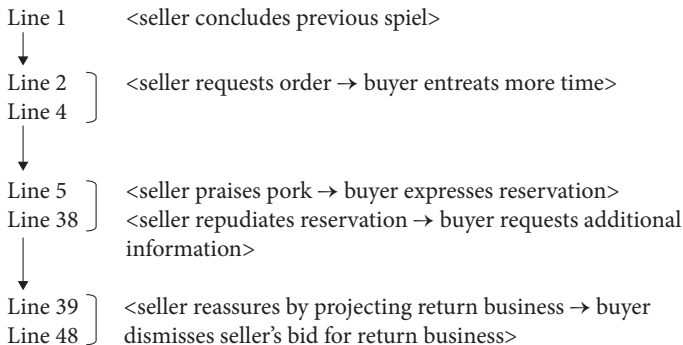 Line 1 <seller concludes previous spiel>
Line 2 <seller requests order → buyer entreats more time>
Line 4
Line 5 <seller praises pork → buyer expresses reservation>
Line 38 <seller repudiates reservation → buyer requests additional
information>
Line 39 <seller reassures by projecting return business → buyer
Line 48 dismisses seller’s bid for return business>